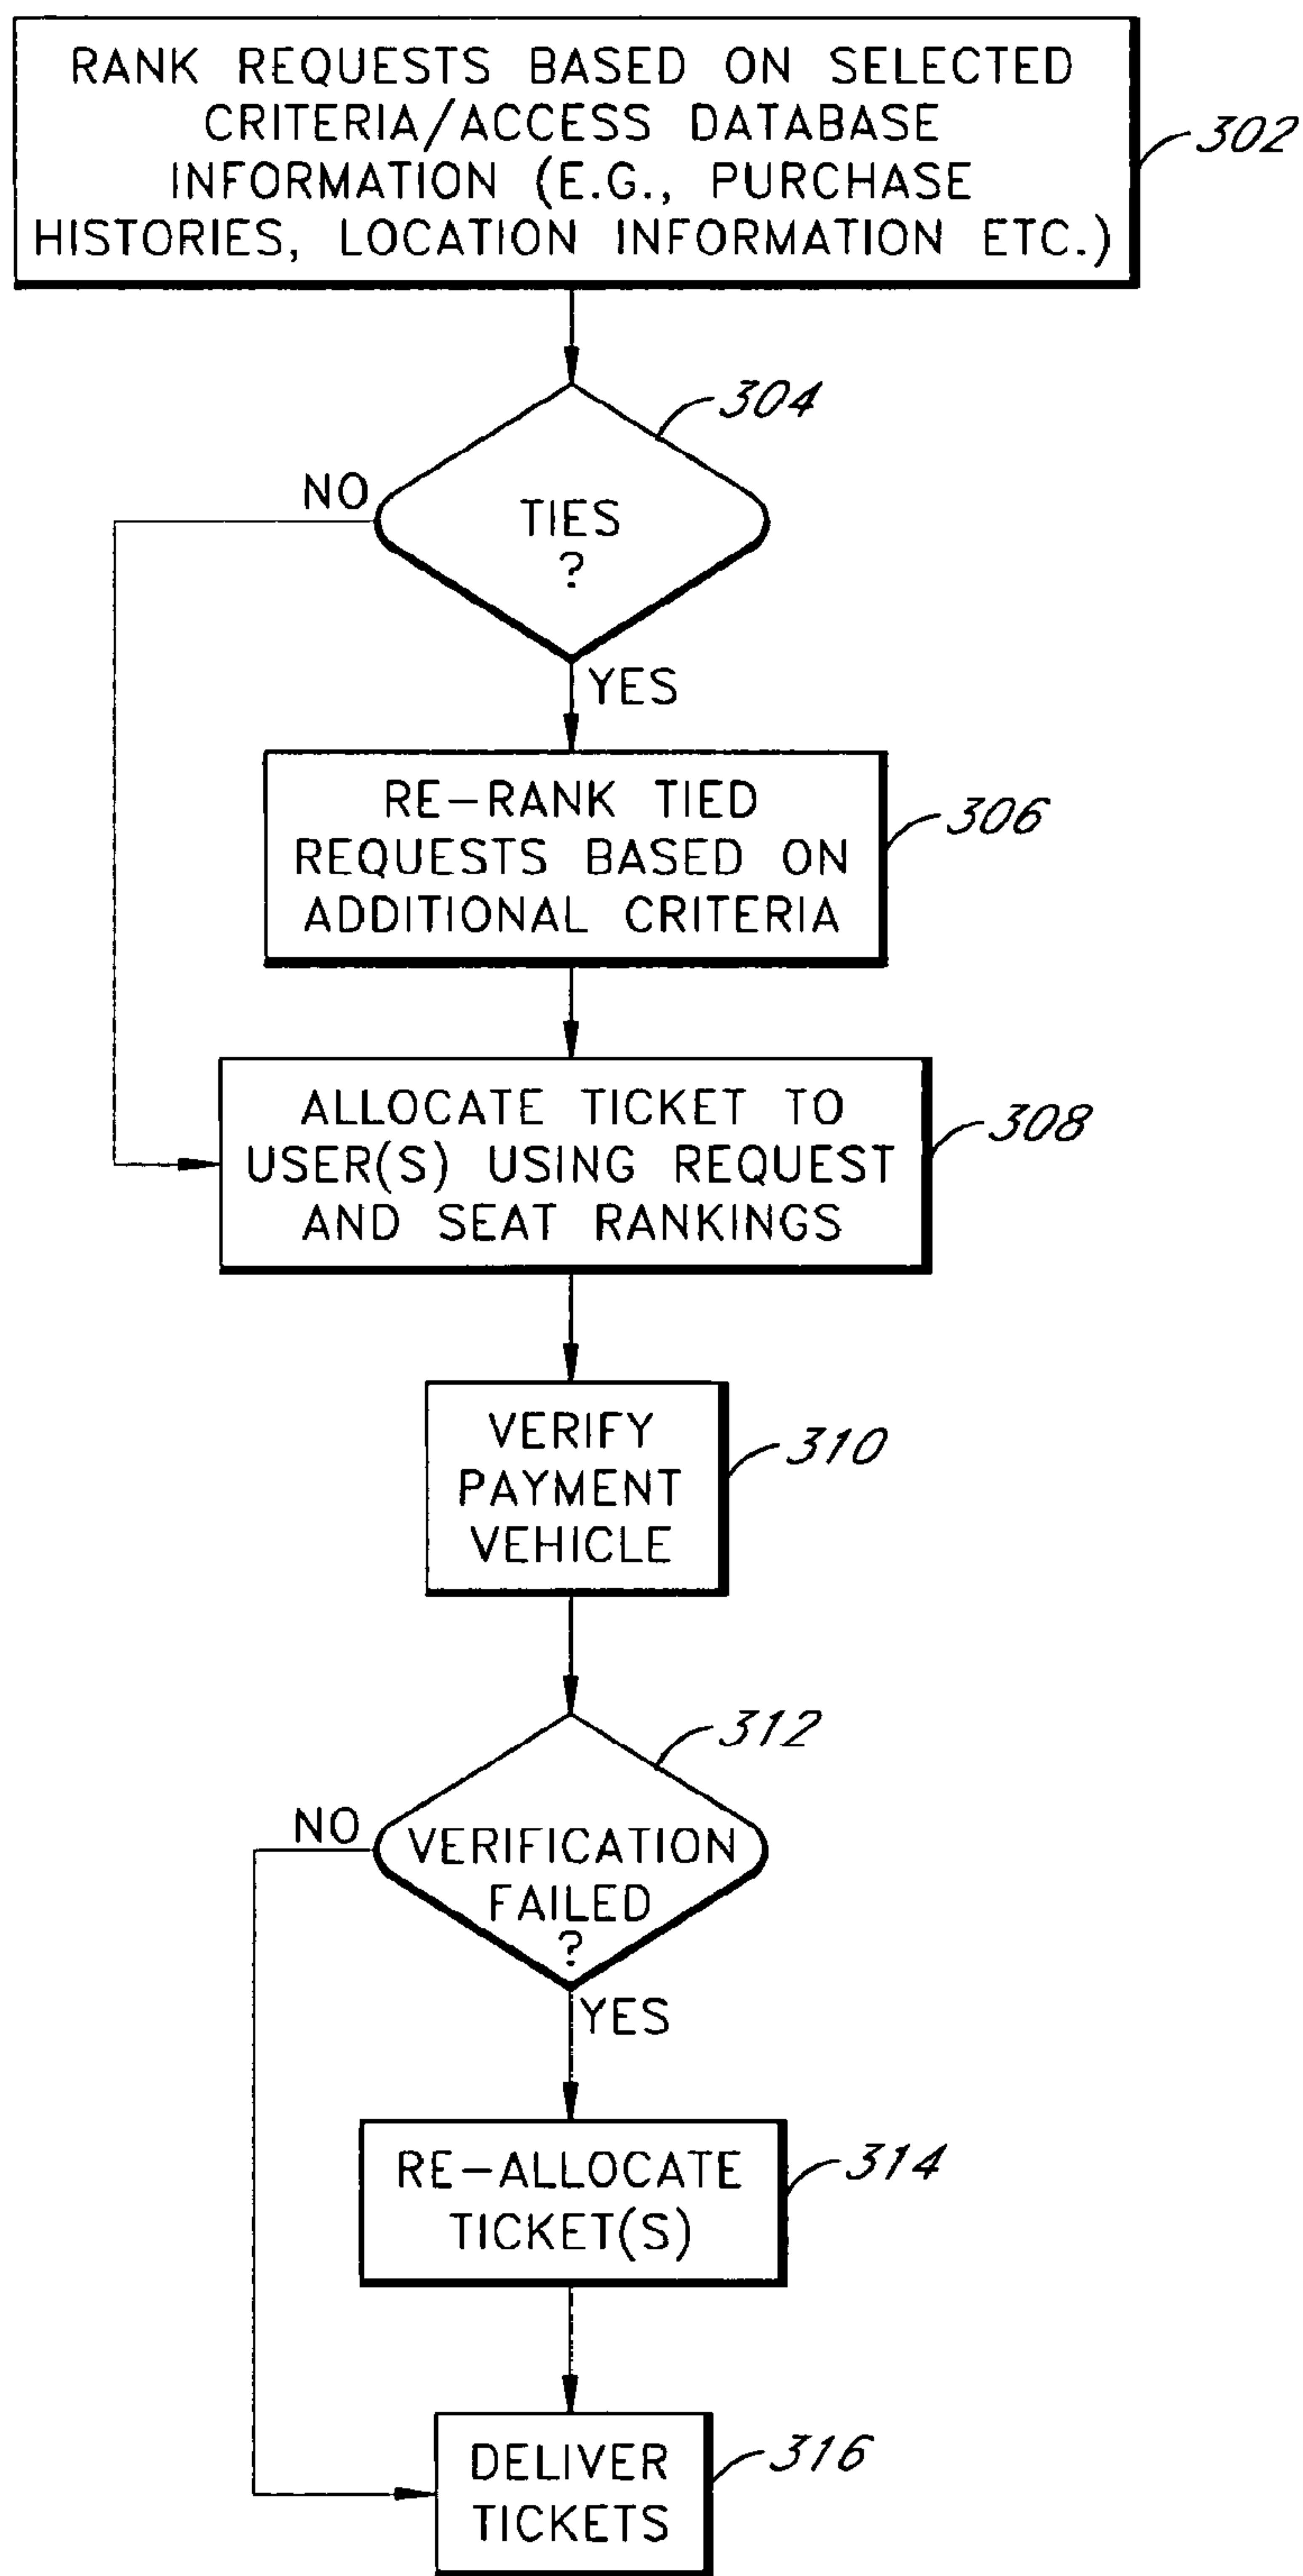 RANK REQUESTS BASED ON SELECTED
CRITERIA/ACCESS DATABASE
INFORMATION (E.G., PURCHASE
HISTORIES, LOCATION INFORMATION ETC.)
302
304
NO
TIES
?
YES
RE-RANK TIED
REQUESTS BASED ON
ADDITIONAL CRITERIA
306
ALLOCATE TICKET TO
USER(S) USING REQUEST
AND SEAT RANKINGS
308
VERIFY
PAYMENT
VEHICLE
310
312
NO
VERIFICATION
FAILED
?
YES
RE-ALLOCATE
TICKET(S)
314
DELIVER
TICKETS
316